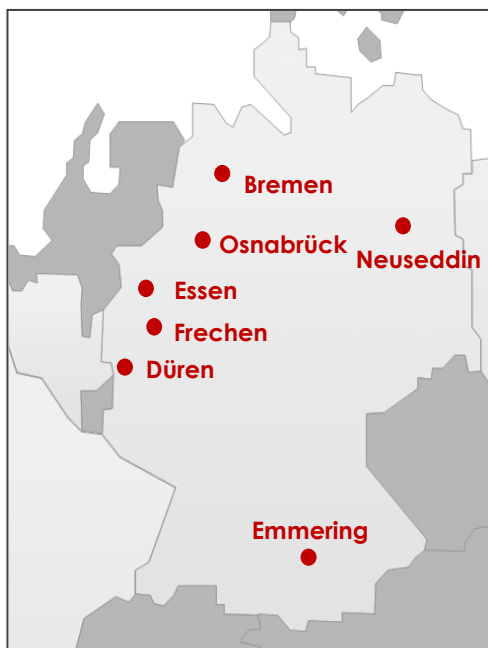 Bremen
Osnabrück
Neuseddin
Essen
Frechen
Düren
Emmering